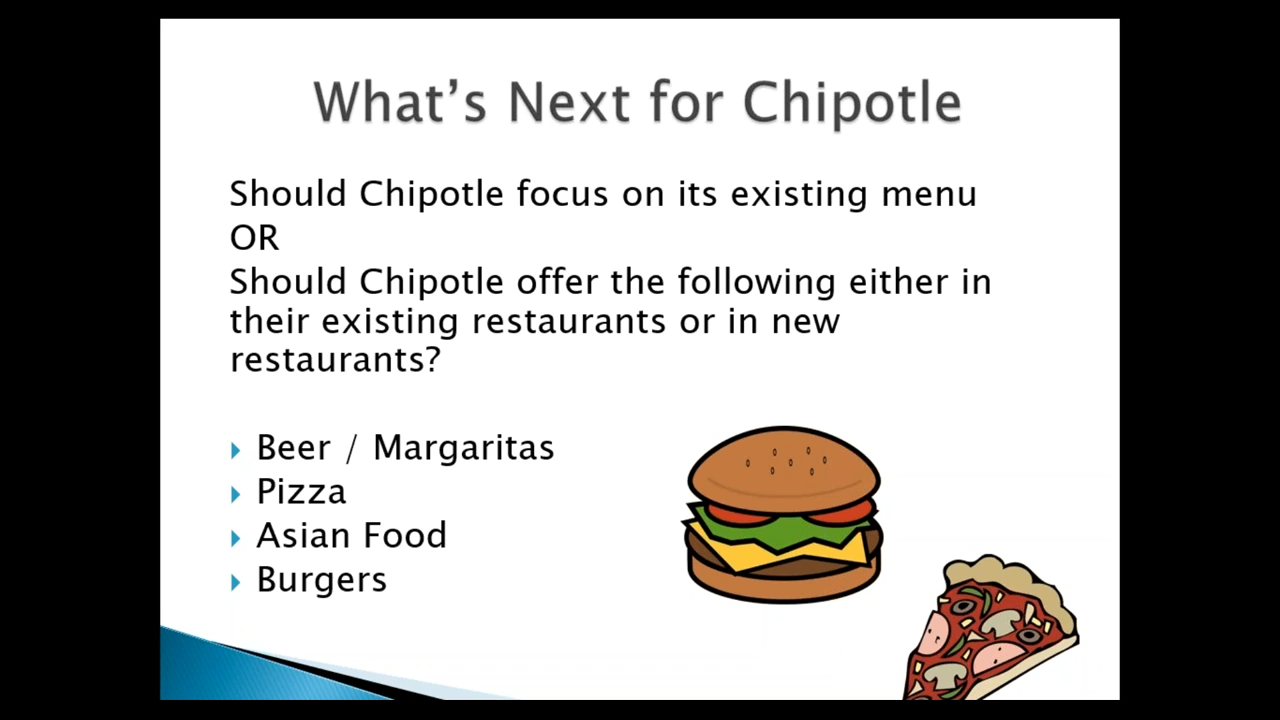 What’s Next for Chipotle
Should Chipotle focus on its existing menu
OR
Should Chipotle offer the following either in
their existing restaurants or in new
restaurants?
Beer / Margaritas
Pizza
Asian Food
Burgers